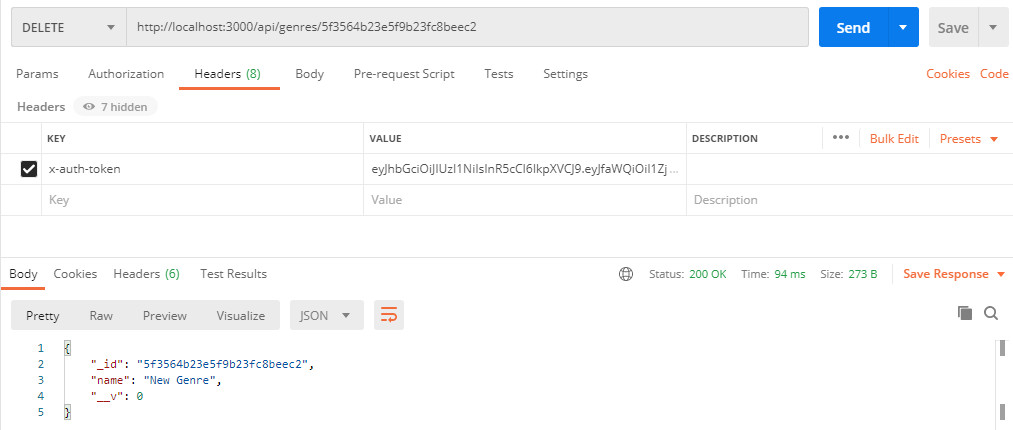 DELETE http://localhost:3000/api/genres/5f3564b23e5f9b23fc8beec2 Send Save
Params Authorization Headers (8) Body Pre-request Script Tests Settings Cookies Code
Headers 7 hidden
KEY VALUE DESCRIPTION ••• Bulk Edit Presets
x-auth-token eyJhbGciOiJIUzI1NiIsInR5cCI6IkpXVCJ9.eyJfaWQiOiI1Zj...
Key Value Description
Body Cookies Headers (6) Test Results Status: 200 OK Time: 94 ms Size: 273 B Save Response
Pretty Raw Preview Visualize JSON
1 {
2 "_id": "5f3564b23e5f9b23fc8beec2",
3 "name": "New Genre",
4 "__v": 0
5 }